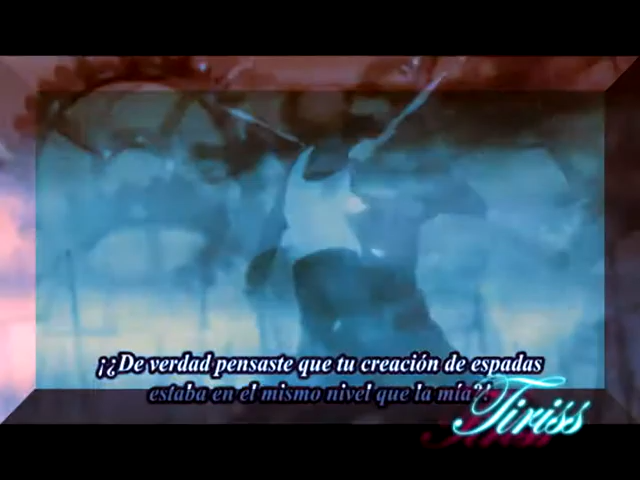 ¡¿De verdad pensaste que tu creación de espadas
estaba en el mismo nivel que la mía?!
Tiriss